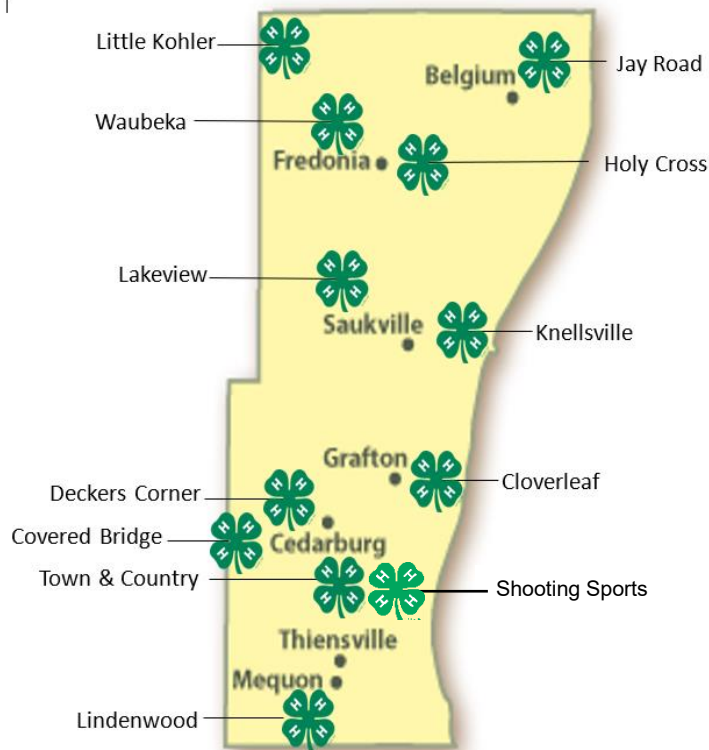 Little Kohler
H H H H
Jay Road
H H H H
Belgium
Waubeka
H H H H
Fredonia
H H H H
Holy Cross
Lakeview
H H H H
Saukville
H H H H
Knellsville
Grafton
H H H H
Cloverleaf
Deckers Corner
H H H H
Covered Bridge
H H H H
Cedarburg
Town & Country
H H H H
H H H H
Shooting Sports
Thiensville
Mequon
Lindenwood
H H H H